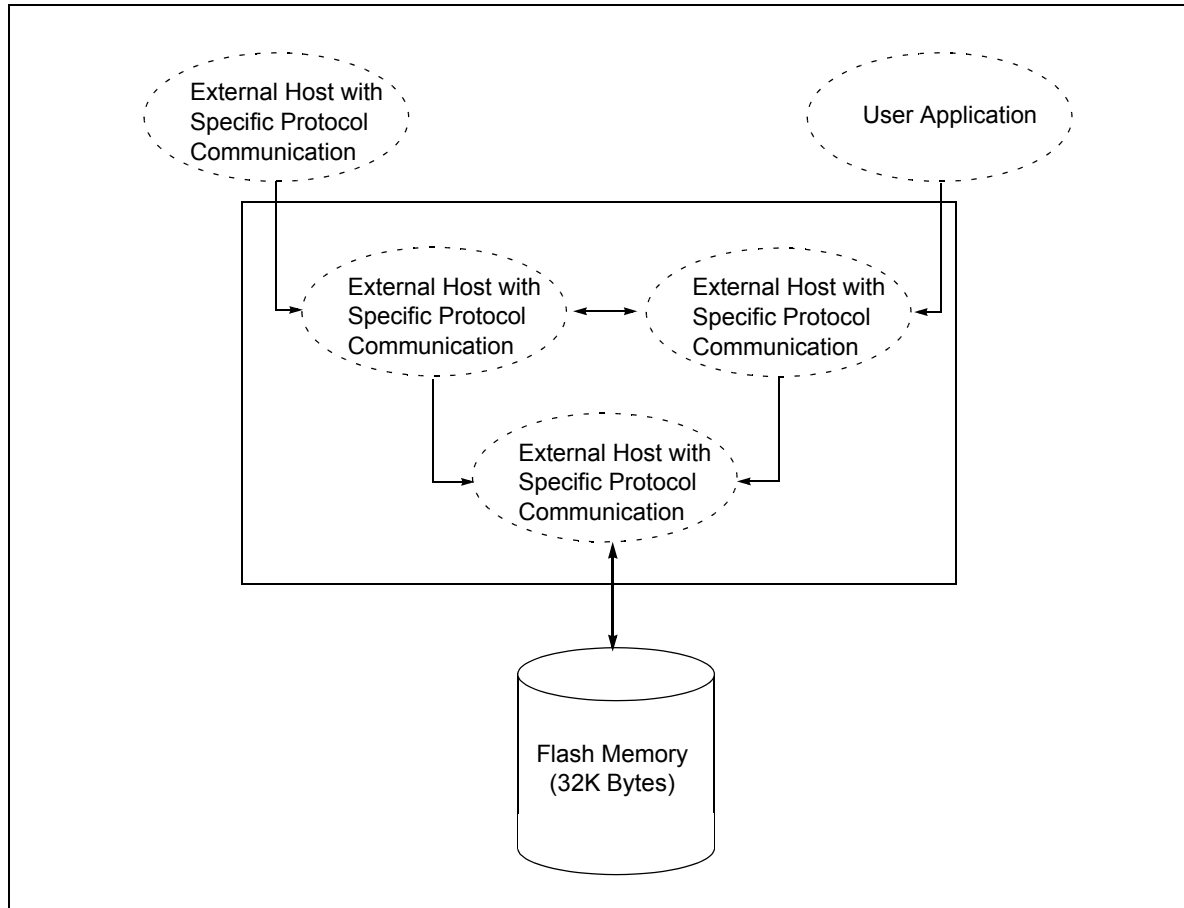 External Host with
Specific Protocol
Communication
User Application
External Host with
Specific Protocol
Communication
External Host with
Specific Protocol
Communication
External Host with
Specific Protocol
Communication
Flash Memory
(32K Bytes)